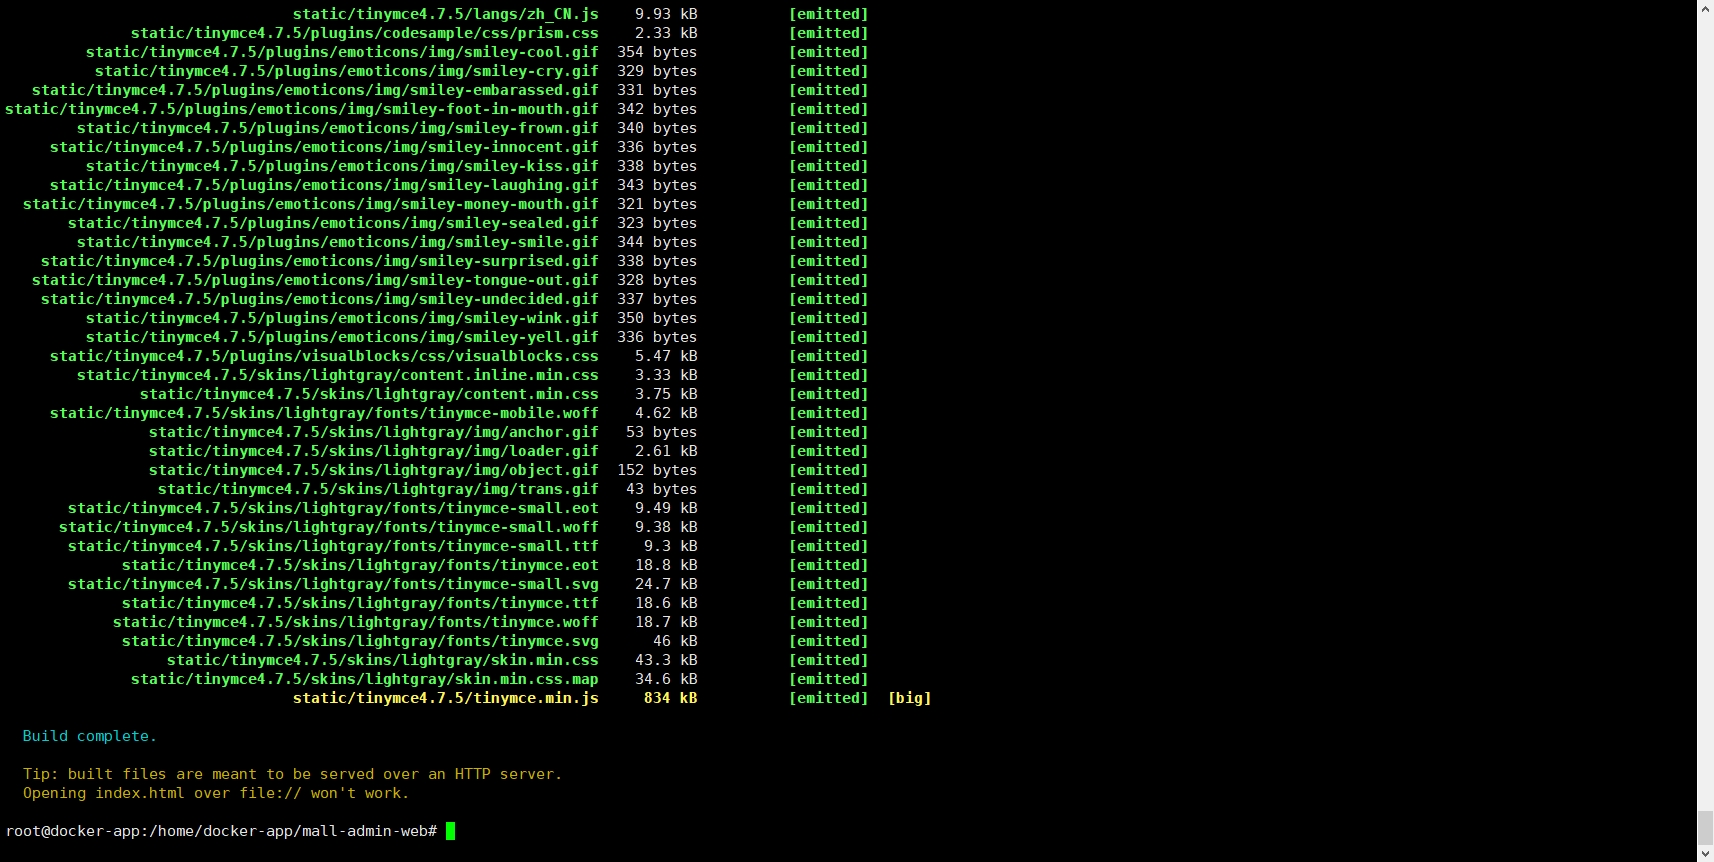 static/tinymce4.7.5/langs/zh_CN.js 9.93 kB [emitted]
static/tinymce4.7.5/plugins/codesample/css/prism.css 2.33 kB [emitted]
static/tinymce4.7.5/plugins/emoticons/img/smiley-cool.gif 354 bytes [emitted]
static/tinymce4.7.5/plugins/emoticons/img/smiley-cry.gif 329 bytes [emitted]
static/tinymce4.7.5/plugins/emoticons/img/smiley-embarassed.gif 331 bytes [emitted]
static/tinymce4.7.5/plugins/emoticons/img/smiley-foot-in-mouth.gif 342 bytes [emitted]
static/tinymce4.7.5/plugins/emoticons/img/smiley-frown.gif 340 bytes [emitted]
static/tinymce4.7.5/plugins/emoticons/img/smiley-innocent.gif 336 bytes [emitted]
static/tinymce4.7.5/plugins/emoticons/img/smiley-kiss.gif 338 bytes [emitted]
static/tinymce4.7.5/plugins/emoticons/img/smiley-laughing.gif 343 bytes [emitted]
static/tinymce4.7.5/plugins/emoticons/img/smiley-money-mouth.gif 321 bytes [emitted]
static/tinymce4.7.5/plugins/emoticons/img/smiley-sealed.gif 323 bytes [emitted]
static/tinymce4.7.5/plugins/emoticons/img/smiley-smile.gif 344 bytes [emitted]
static/tinymce4.7.5/plugins/emoticons/img/smiley-surprised.gif 338 bytes [emitted]
static/tinymce4.7.5/plugins/emoticons/img/smiley-tongue-out.gif 328 bytes [emitted]
static/tinymce4.7.5/plugins/emoticons/img/smiley-undecided.gif 337 bytes [emitted]
static/tinymce4.7.5/plugins/emoticons/img/smiley-wink.gif 350 bytes [emitted]
static/tinymce4.7.5/plugins/emoticons/img/smiley-yell.gif 336 bytes [emitted]
static/tinymce4.7.5/plugins/visualblocks/css/visualblocks.css 5.47 kB [emitted]
static/tinymce4.7.5/skins/lightgray/content.inline.min.css 3.33 kB [emitted]
static/tinymce4.7.5/skins/lightgray/content.min.css 3.75 kB [emitted]
static/tinymce4.7.5/skins/lightgray/fonts/tinymce-mobile.woff 4.62 kB [emitted]
static/tinymce4.7.5/skins/lightgray/img/anchor.gif 53 bytes [emitted]
static/tinymce4.7.5/skins/lightgray/img/loader.gif 2.61 kB [emitted]
static/tinymce4.7.5/skins/lightgray/img/object.gif 152 bytes [emitted]
static/tinymce4.7.5/skins/lightgray/img/trans.gif 43 bytes [emitted]
static/tinymce4.7.5/skins/lightgray/fonts/tinymce-small.eot 9.49 kB [emitted]
static/tinymce4.7.5/skins/lightgray/fonts/tinymce-small.woff 9.38 kB [emitted]
static/tinymce4.7.5/skins/lightgray/fonts/tinymce-small.ttf 9.3 kB [emitted]
static/tinymce4.7.5/skins/lightgray/fonts/tinymce.eot 18.8 kB [emitted]
static/tinymce4.7.5/skins/lightgray/fonts/tinymce-small.svg 24.7 kB [emitted]
static/tinymce4.7.5/skins/lightgray/fonts/tinymce.ttf 18.6 kB [emitted]
static/tinymce4.7.5/skins/lightgray/fonts/tinymce.woff 18.7 kB [emitted]
static/tinymce4.7.5/skins/lightgray/fonts/tinymce.svg 46 kB [emitted]
static/tinymce4.7.5/skins/lightgray/skin.min.css 43.3 kB [emitted]
static/tinymce4.7.5/skins/lightgray/skin.min.css.map 34.6 kB [emitted]
static/tinymce4.7.5/tinymce.min.js 834 kB [emitted] [big]
Build complete.
Tip: built files are meant to be served over an HTTP server.
Opening index.html over file:// won't work.
root@docker-app:/home/docker-app/mall-admin-web#